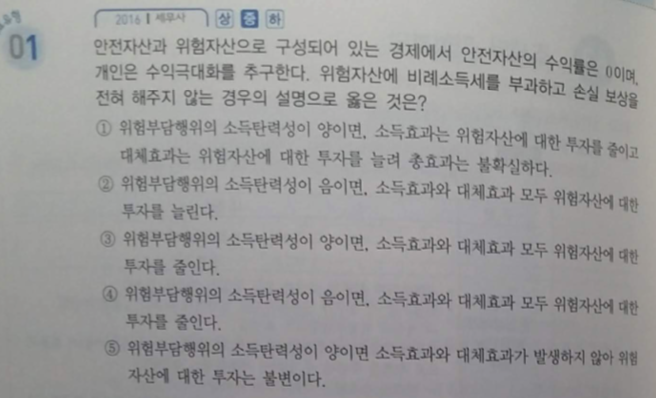 유형
01
2016 | 세무사 상 중 하
안전자산과 위험자산으로 구성되어 있는 경제에서 안전자산의 수익률은 0이며,
개인은 수익극대화를 추구한다. 위험자산에 비례소득세를 부과하고 손실 보상을
전혀 해주지 않는 경우의 설명으로 옳은 것은?
① 위험부담행위의 소득탄력성이 양이면, 소득효과는 위험자산에 대한 투자를 줄이고
대체효과는 위험자산에 대한 투자를 늘려 총효과는 불확실하다.
② 위험부담행위의 소득탄력성이 음이면, 소득효과와 대체효과 모두 위험자산에 대한
투자를 늘린다.
③ 위험부담행위의 소득탄력성이 양이면, 소득효과와 대체효과 모두 위험자산에 대한
투자를 줄인다.
④ 위험부담행위의 소득탄력성이 음이면, 소득효과와 대체효과 모두 위험자산에 대한
투자를 줄인다.
⑤ 위험부담행위의 소득탄력성이 양이면 소득효과와 대체효과가 발생하지 않아 위험
자산에 대한 투자는 불변이다.